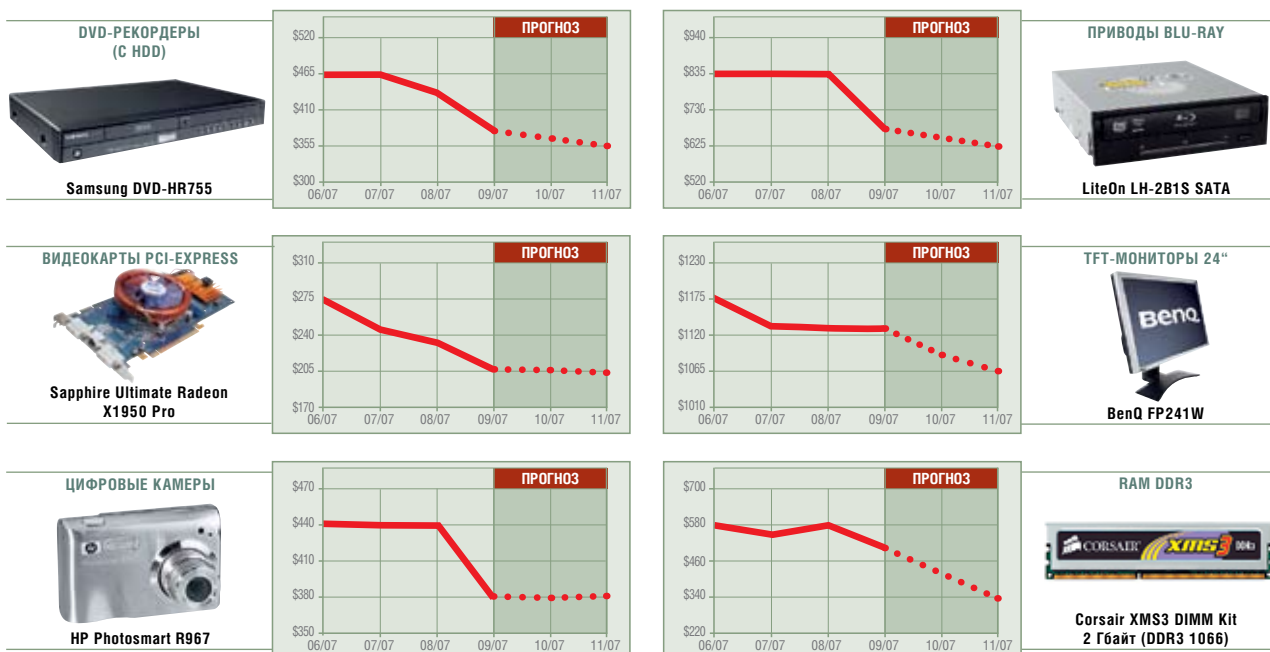 DVD-РЕКОРДЕРЫ
(С HDD)
Samsung DVD-HR755
ПРОГНОЗ
$520
$465
$410
$355
$300
06/07 07/07 08/07 09/07 10/07 11/07
ПРОГНОЗ
$940
$835
$730
$625
$520
06/07 07/07 08/07 09/07 10/07 11/07
ПРИВОДЫ BLU-RAY
LiteOn LH-2B1S SATA
ВИДЕОКАРТЫ PCI-EXPRESS
Sapphire Ultimate Radeon
X1950 Pro
ПРОГНОЗ
$310
$275
$240
$205
$170
06/07 07/07 08/07 09/07 10/07 11/07
ПРОГНОЗ
$1230
$1175
$1120
$1065
$1010
06/07 07/07 08/07 09/07 10/07 11/07
TFT-МОНИТОРЫ 24“
BenQ
BenQ FP241W
ЦИФРОВЫЕ КАМЕРЫ
hp
HP Photosmart R967
ПРОГНОЗ
$470
$440
$410
$380
$350
06/07 07/07 08/07 09/07 10/07 11/07
ПРОГНОЗ
$700
$580
$460
$340
$220
06/07 07/07 08/07 09/07 10/07 11/07
RAM DDR3
CORSAIR XMS3
Corsair XMS3 DIMM Kit
2 Гбайт (DDR3 1066)